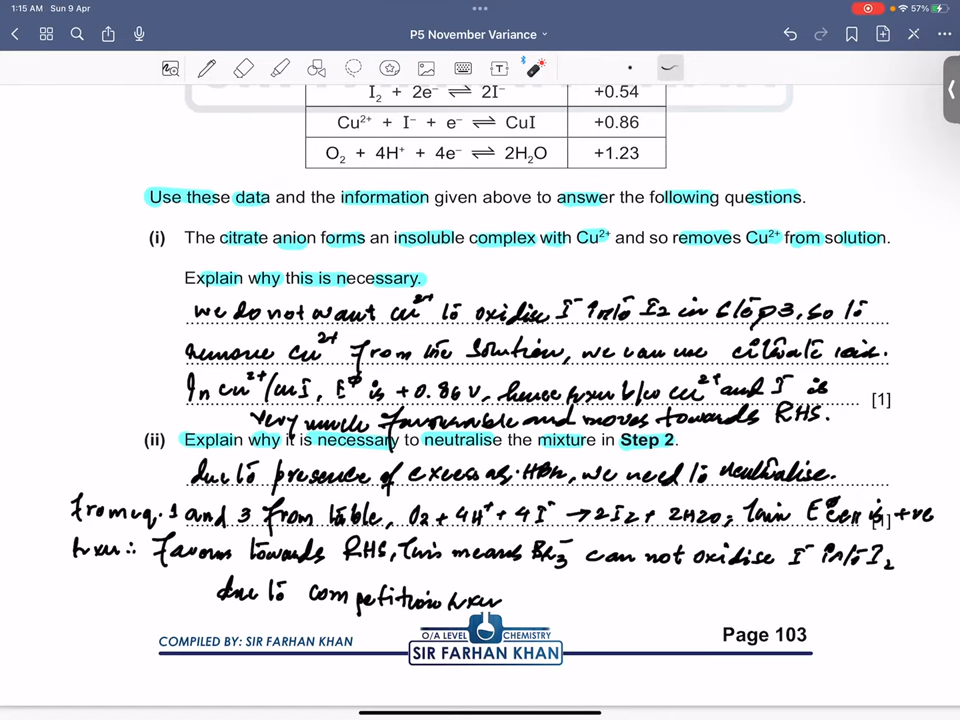 1:15 AM Sun 9 Apr
57%
P5 November Variance
I₂ + 2e⁻ ⇌ 2I⁻ +0.54
Cu²⁺ + I⁻ + e⁻ ⇌ CuI +0.86
O₂ + 4H⁺ + 4e⁻ ⇌ 2H₂O +1.23
Use these data and the information given above to answer the following questions.
(i) The citrate anion forms an insoluble complex with Cu²⁺ and so removes Cu²⁺ from solution.
Explain why this is necessary.
we do not want Cu²⁺ to oxidise I⁻ into I₂ in Step 3, so to
remove Cu²⁺ from the solution, we can use
In Cu²⁺/CuI, E⊖ is +0.86 V, hence rxn b/w Cu²⁺ and I⁻ is
[1]
very much favourable and moves towards RHS.
(ii) Explain why it is necessary to neutralise the mixture in Step 2.
due to presence of excess aq. we need to neutralise.
from eq. 1 and 3 from table, O₂ + 4H⁺ + 4I⁻ → 2I₂ + 2H₂O, E⊖cell is +ve
[1]
rxn ∴ favours towards RHS, this means can not oxidise I⁻ into I₂
due to competition rxn
COMPILED BY: SIR FARHAN KHAN
O/A LEVEL CHEMISTRY
SIR FARHAN KHAN
Page 103